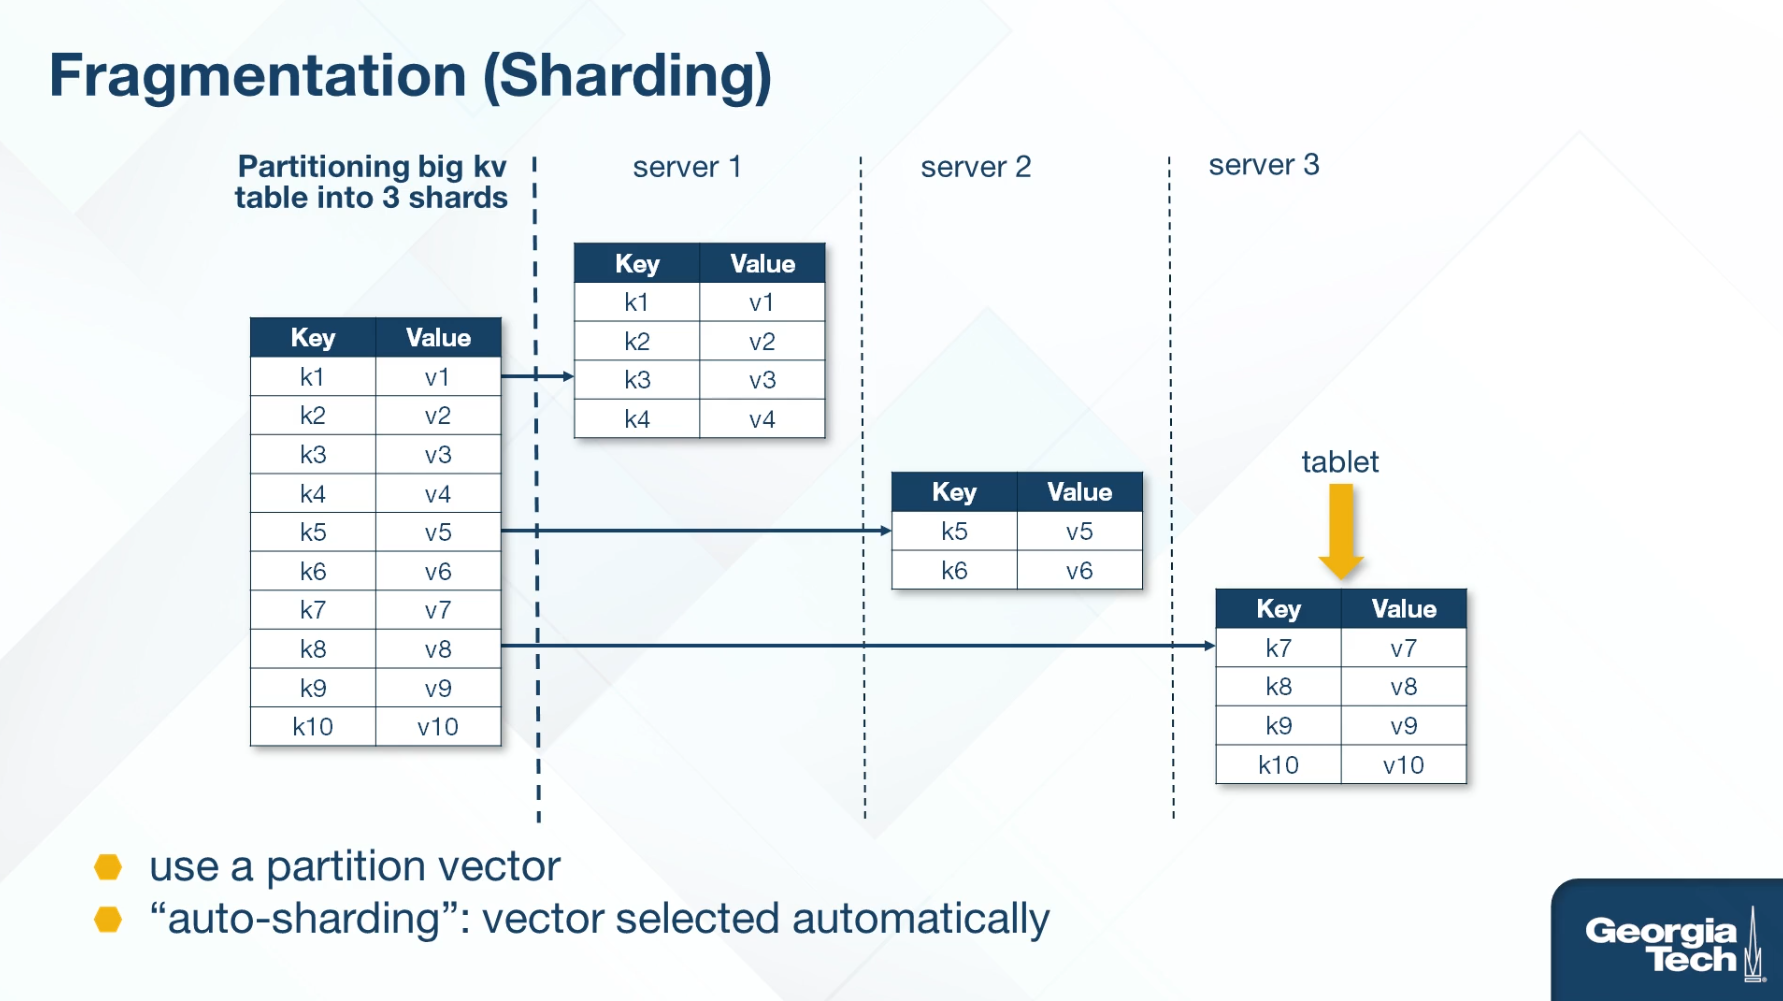 Fragmentation (Sharding)
Partitioning big kv
table into 3 shards
server 1
server 2
server 3
Key Value
k1 v1
k2 v2
k3 v3
k4 v4
k5 v5
k6 v6
k7 v7
k8 v8
k9 v9
k10 v10
Key Value
k1 v1
k2 v2
k3 v3
k4 v4
Key Value
k5 v5
k6 v6
tablet
Key Value
k7 v7
k8 v8
k9 v9
k10 v10
use a partition vector
“auto-sharding”: vector selected automatically
Georgia
Tech